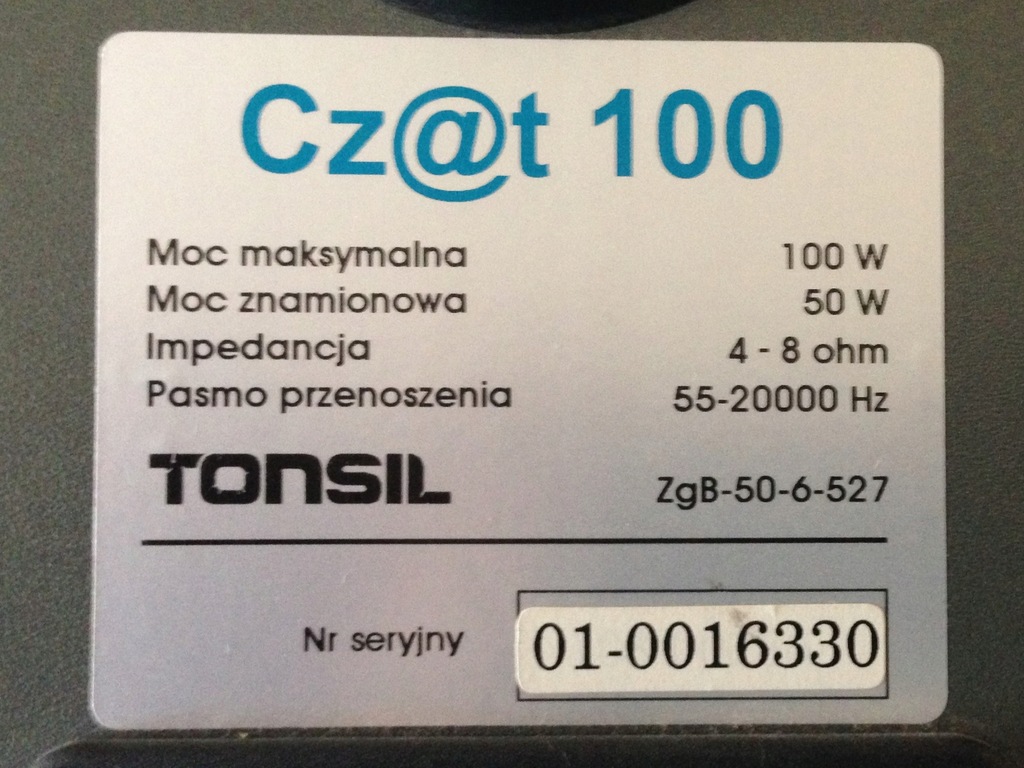 Cz@t 100
Moc maksymalna 100 W
Moc znamionowa 50 W
Impedancja 4 - 8 ohm
Pasmo przenoszenia 55-20000 Hz
TONSIL ZgB-50-6-527
Nr seryjny 01-0016330